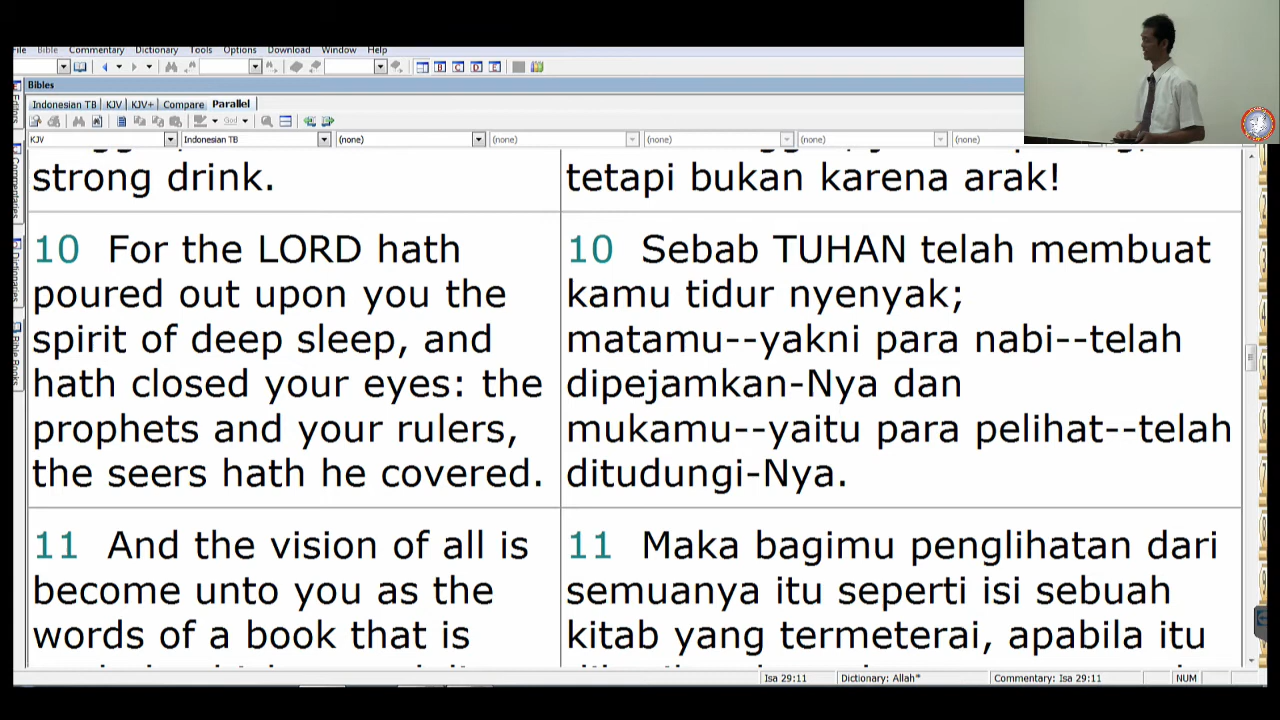 File Bible Commentary Dictionary Tools Options Download Window Help
Bibles
Indonesian TB KJV KJV+ Compare Parallel
KJV Indonesian TB (none) (none) (none) (none) (none)
strong drink.
10 For the LORD hath
poured out upon you the
spirit of deep sleep, and
hath closed your eyes: the
prophets and your rulers,
the seers hath he covered.
11 And the vision of all is
become unto you as the
words of a book that is
tetapi bukan karena arak!
10 Sebab TUHAN telah membuat
kamu tidur nyenyak;
matamu--yakni para nabi--telah
dipejamkan-Nya dan
mukamu--yaitu para pelihat--telah
ditudungi-Nya.
11 Maka bagimu penglihatan dari
semuanya itu seperti isi sebuah
kitab yang termeterai, apabila itu
Editors
Commentaries
Dictionaries
Bible Books
Isa 29:11 Dictionary: Allah* Commentary: Isa 29:11 NUM